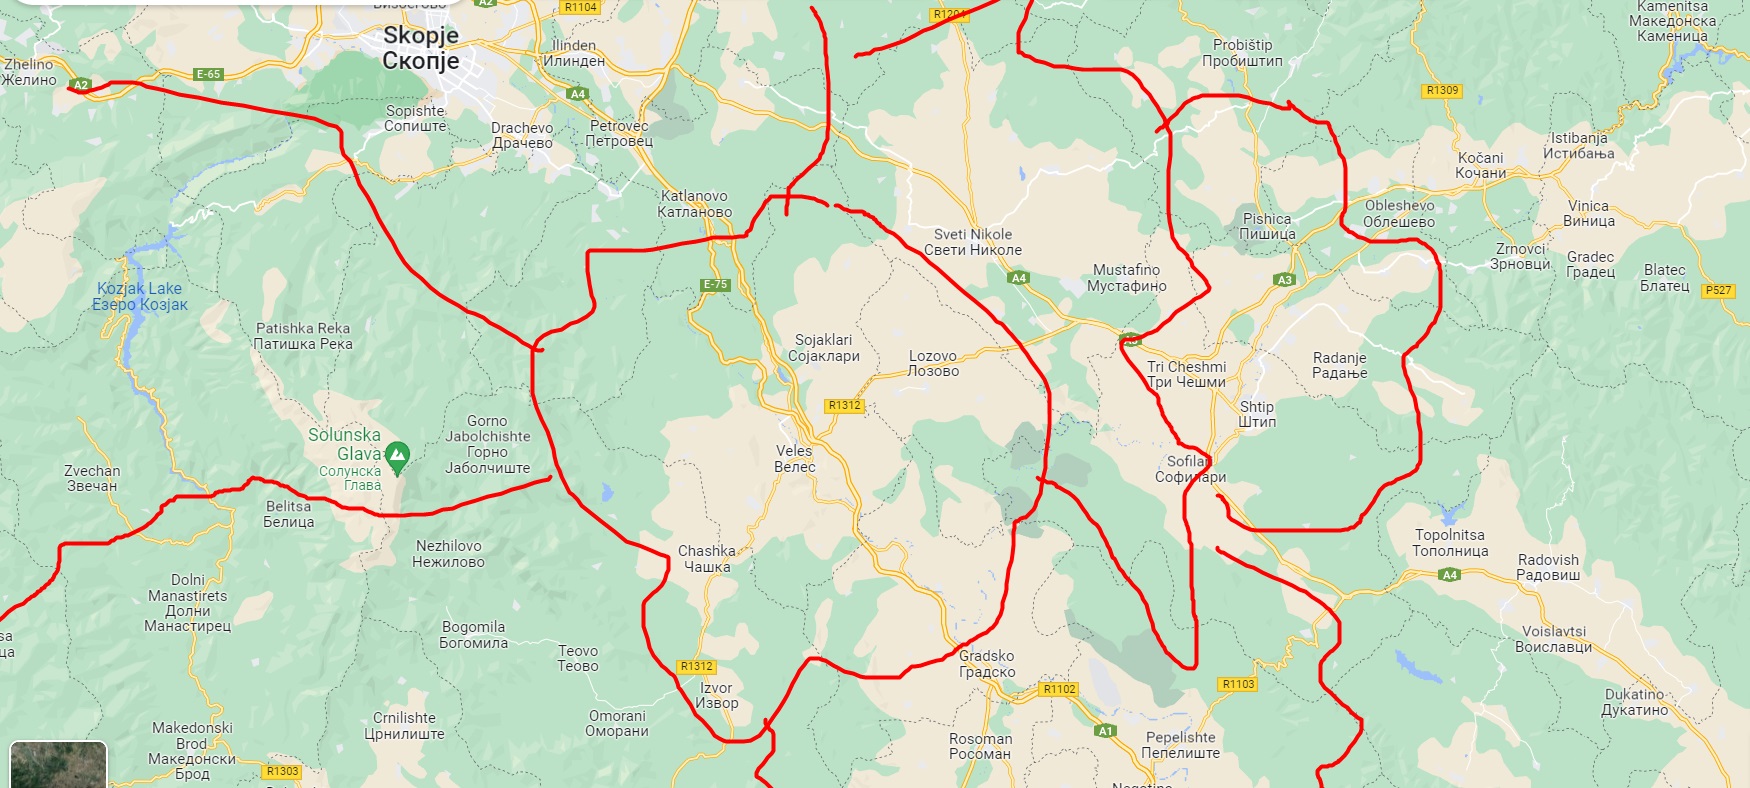 Визбегово
A2
R1104
Skopje
Скопје
Ilinden
Илинден
R1204
Probištip
Пробиштип
Kamenitsa
Македонска
Каменица
Zhelino
Желино
A2
E-65
A4
R1309
Sopishte
Сопиште
Drachevo
Драчево
Petrovec
Петровец
Istibanja
Истибања
Kočani
Кочани
Katlanovo
Катланово
Obleshevo
Облешево
Vinica
Виница
Pishica
Пишица
Sveti Nikole
Свети Николе
Zrnovci
Зрновци
Gradec
Градец
Blatec
Блатец
P527
Mustafino
Мустафино
A4
A3
E-75
Kozjak Lake
Езеро Козјак
Patishka Reka
Патишка Река
Sojaklari
Сојаклари
Lozovo
Лозово
Tri Cheshmi
Три Чешми
Radanje
Радање
R1312
Shtip
Штип
Gorno
Jabolchishte
Горно
Јаболчиште
Solunska
Glava
Солунска
Глава
Veles
Велес
Sofilari
Софилари
Zvechan
Звечан
Belitsa
Белица
Nezhilovo
Нежилово
Chashka
Чашка
Topolnitsa
Тополница
Radovish
Радовиш
A4
Dolni
Manastirets
Долни
Манастирец
sa
ца
Bogomila
Богомила
Teovo
Теово
Voislavtsi
Воиславци
R1312
Gradsko
Градско
R1102
R1103
Izvor
Извор
Dukatino
Дукатино
Crnilishte
Црнилиште
Omorani
Оморани
Makedonski
Brod
Македонски
Брод
R1303
Rosoman
Росоман
A1
Pepelishte
Пепелиште
Negotino